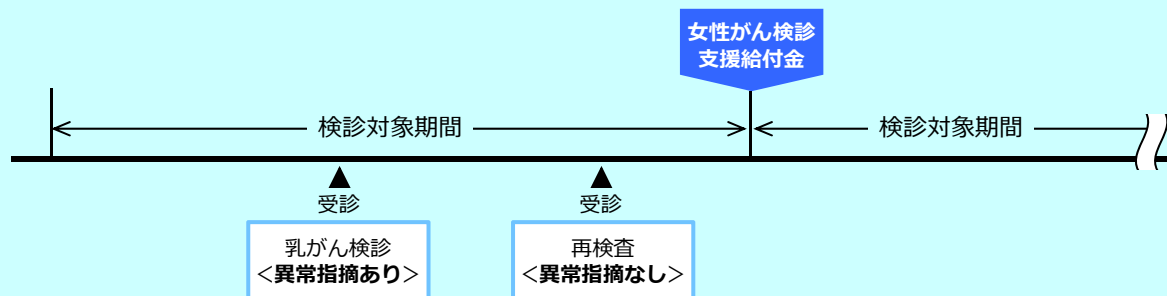 女性がん検診
支援給付金
検診対象期間
検診対象期間
受診
受診
乳がん検診
<異常指摘あり>
再検査
<異常指摘なし>